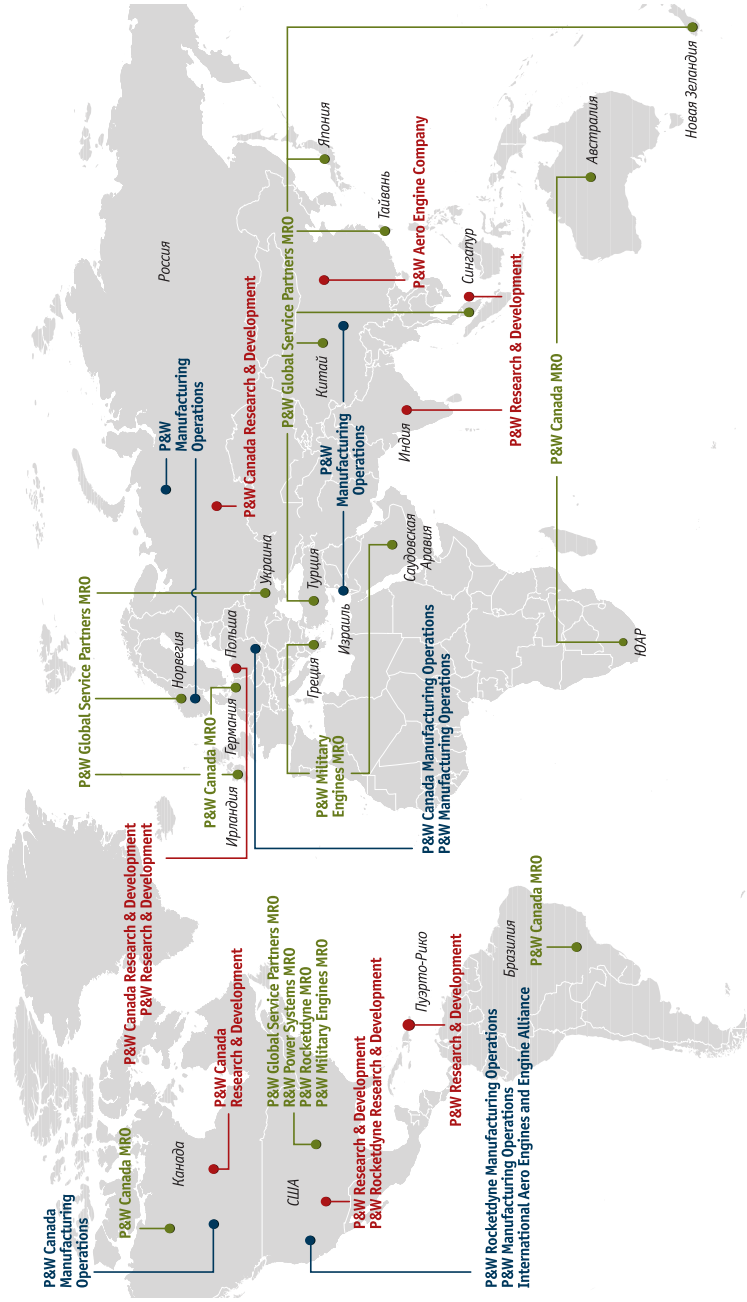 P&W Canada
Manufacturing
Operations
P&W Canada MRO
Канада
P&W Canada
Research & Development
P&W Canada Research & Development
P&W Research & Development
США
P&W Global Service Partners MRO
R&W Power Systems MRO
P&W Rocketdyne MRO
P&W Military Engines MRO
P&W Research & Development
P&W Rocketdyne Research & Development
Пуэрто-Рико
P&W Research & Development
P&W Rocketdyne Manufacturing Operations
P&W Manufacturing Operations
International Aero Engines and Engine Alliance
Бразилия
P&W Canada MRO
P&W Global Service Partners MRO
Норвегия
P&W Canada MRO
Ирландия
Германия
Польша
Украина
P&W Military
Engines MRO
Греция
Турция
Израиль
Саудовская
Аравия
P&W Canada Manufacturing Operations
P&W Manufacturing Operations
ЮАР
P&W
Manufacturing
Operations
Россия
P&W Canada Research & Development
P&W Global Service Partners MRO
Китай
P&W
Manufacturing
Operations
Индия
P&W Aero Engine Company
Япония
Тайвань
Сингапур
P&W Research & Development
P&W Canada MRO
Австралия
Новая Зеландия